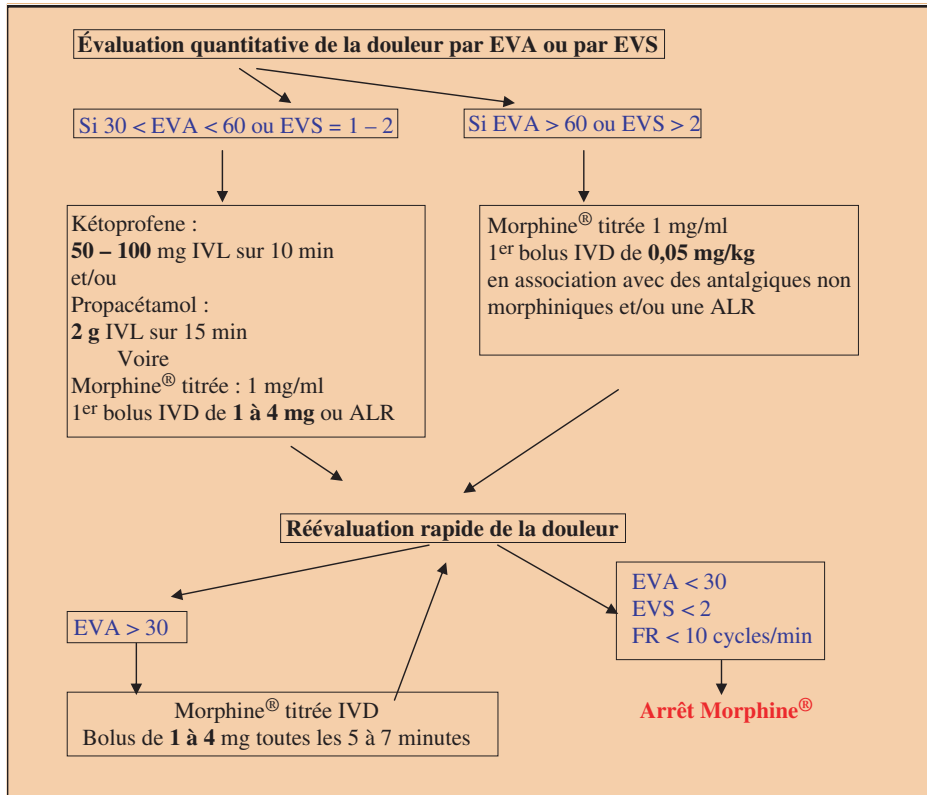 Évaluation quantitative de la douleur par EVA ou par EVS
Si 30 < EVA < 60 ou EVS = 1 – 2
Si EVA > 60 ou EVS > 2
Kétoprofene :
50 – 100 mg IVL sur 10 min
et/ou
Propacétamol :
2 g IVL sur 15 min
Voire
Morphine® titrée : 1 mg/ml
1er bolus IVD de 1 à 4 mg ou ALR
Morphine® titrée 1 mg/ml
1er bolus IVD de 0,05 mg/kg
en association avec des antalgiques non
morphiniques et/ou une ALR
Réévaluation rapide de la douleur
EVA > 30
Morphine® titrée IVD
Bolus de 1 à 4 mg toutes les 5 à 7 minutes
EVA < 30
EVS < 2
FR < 10 cycles/min
Arrêt Morphine®